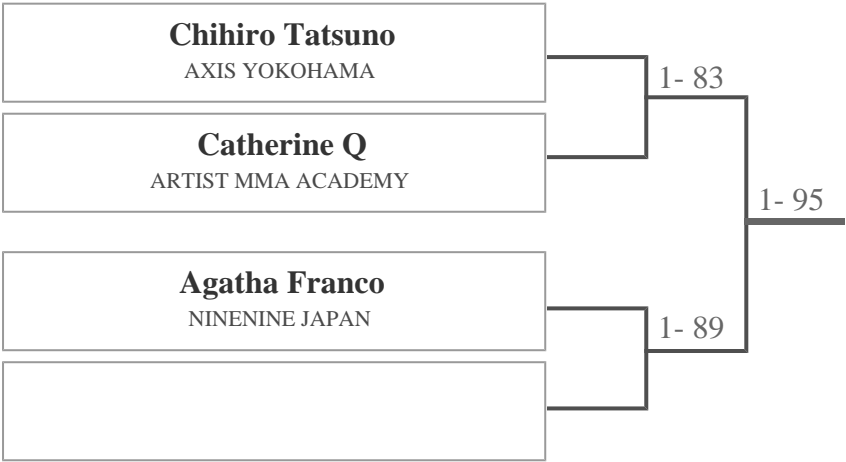 Chihiro Tatsuno
AXIS YOKOHAMA
1- 83
Catherine Q
ARTIST MMA ACADEMY
1- 95
Agatha Franco
NINENINE JAPAN
1- 89